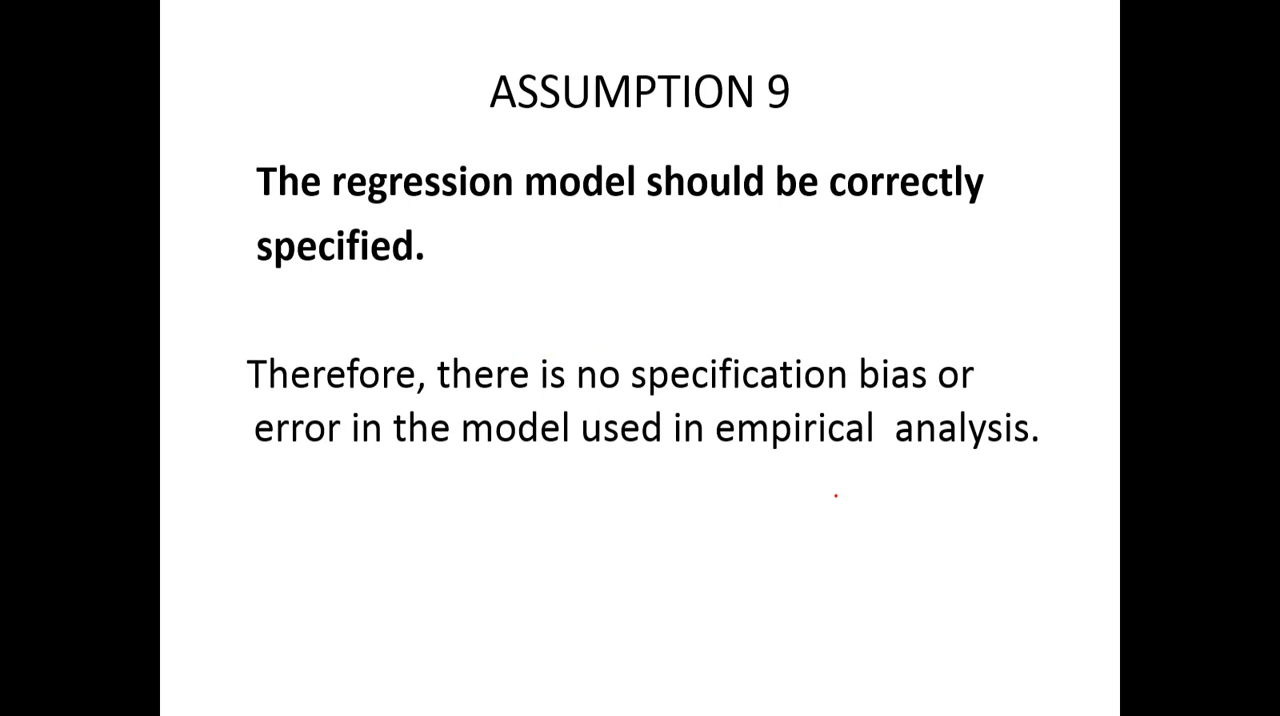 ASSUMPTION 9
The regression model should be correctly
specified.
Therefore, there is no specification bias or
error in the model used in empirical  analysis.